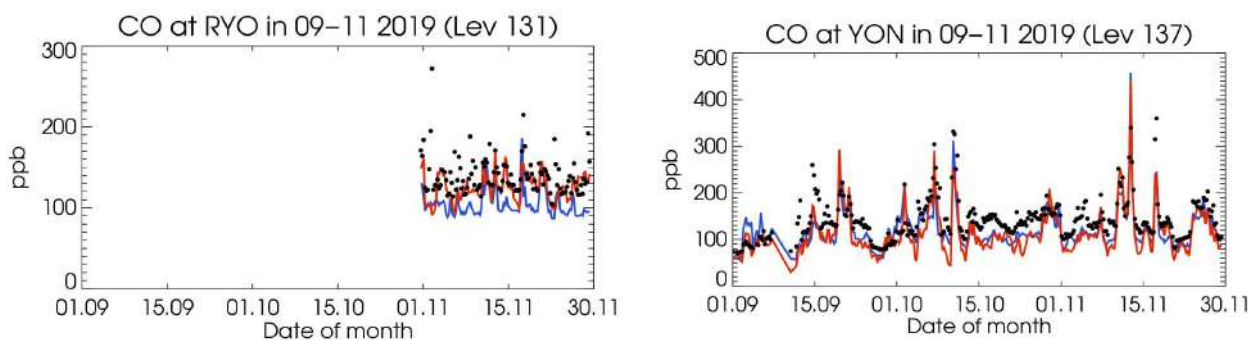 CO at RYO in 09-11 2019 (Lev 131)
300
200
100
0
ppb
01.09 15.09 01.10 15.10 01.11 15.11 30.11
Date of month
CO at YON in 09-11 2019 (Lev 137)
500
400
300
200
100
0
ppb
01.09 15.09 01.10 15.10 01.11 15.11 30.11
Date of month